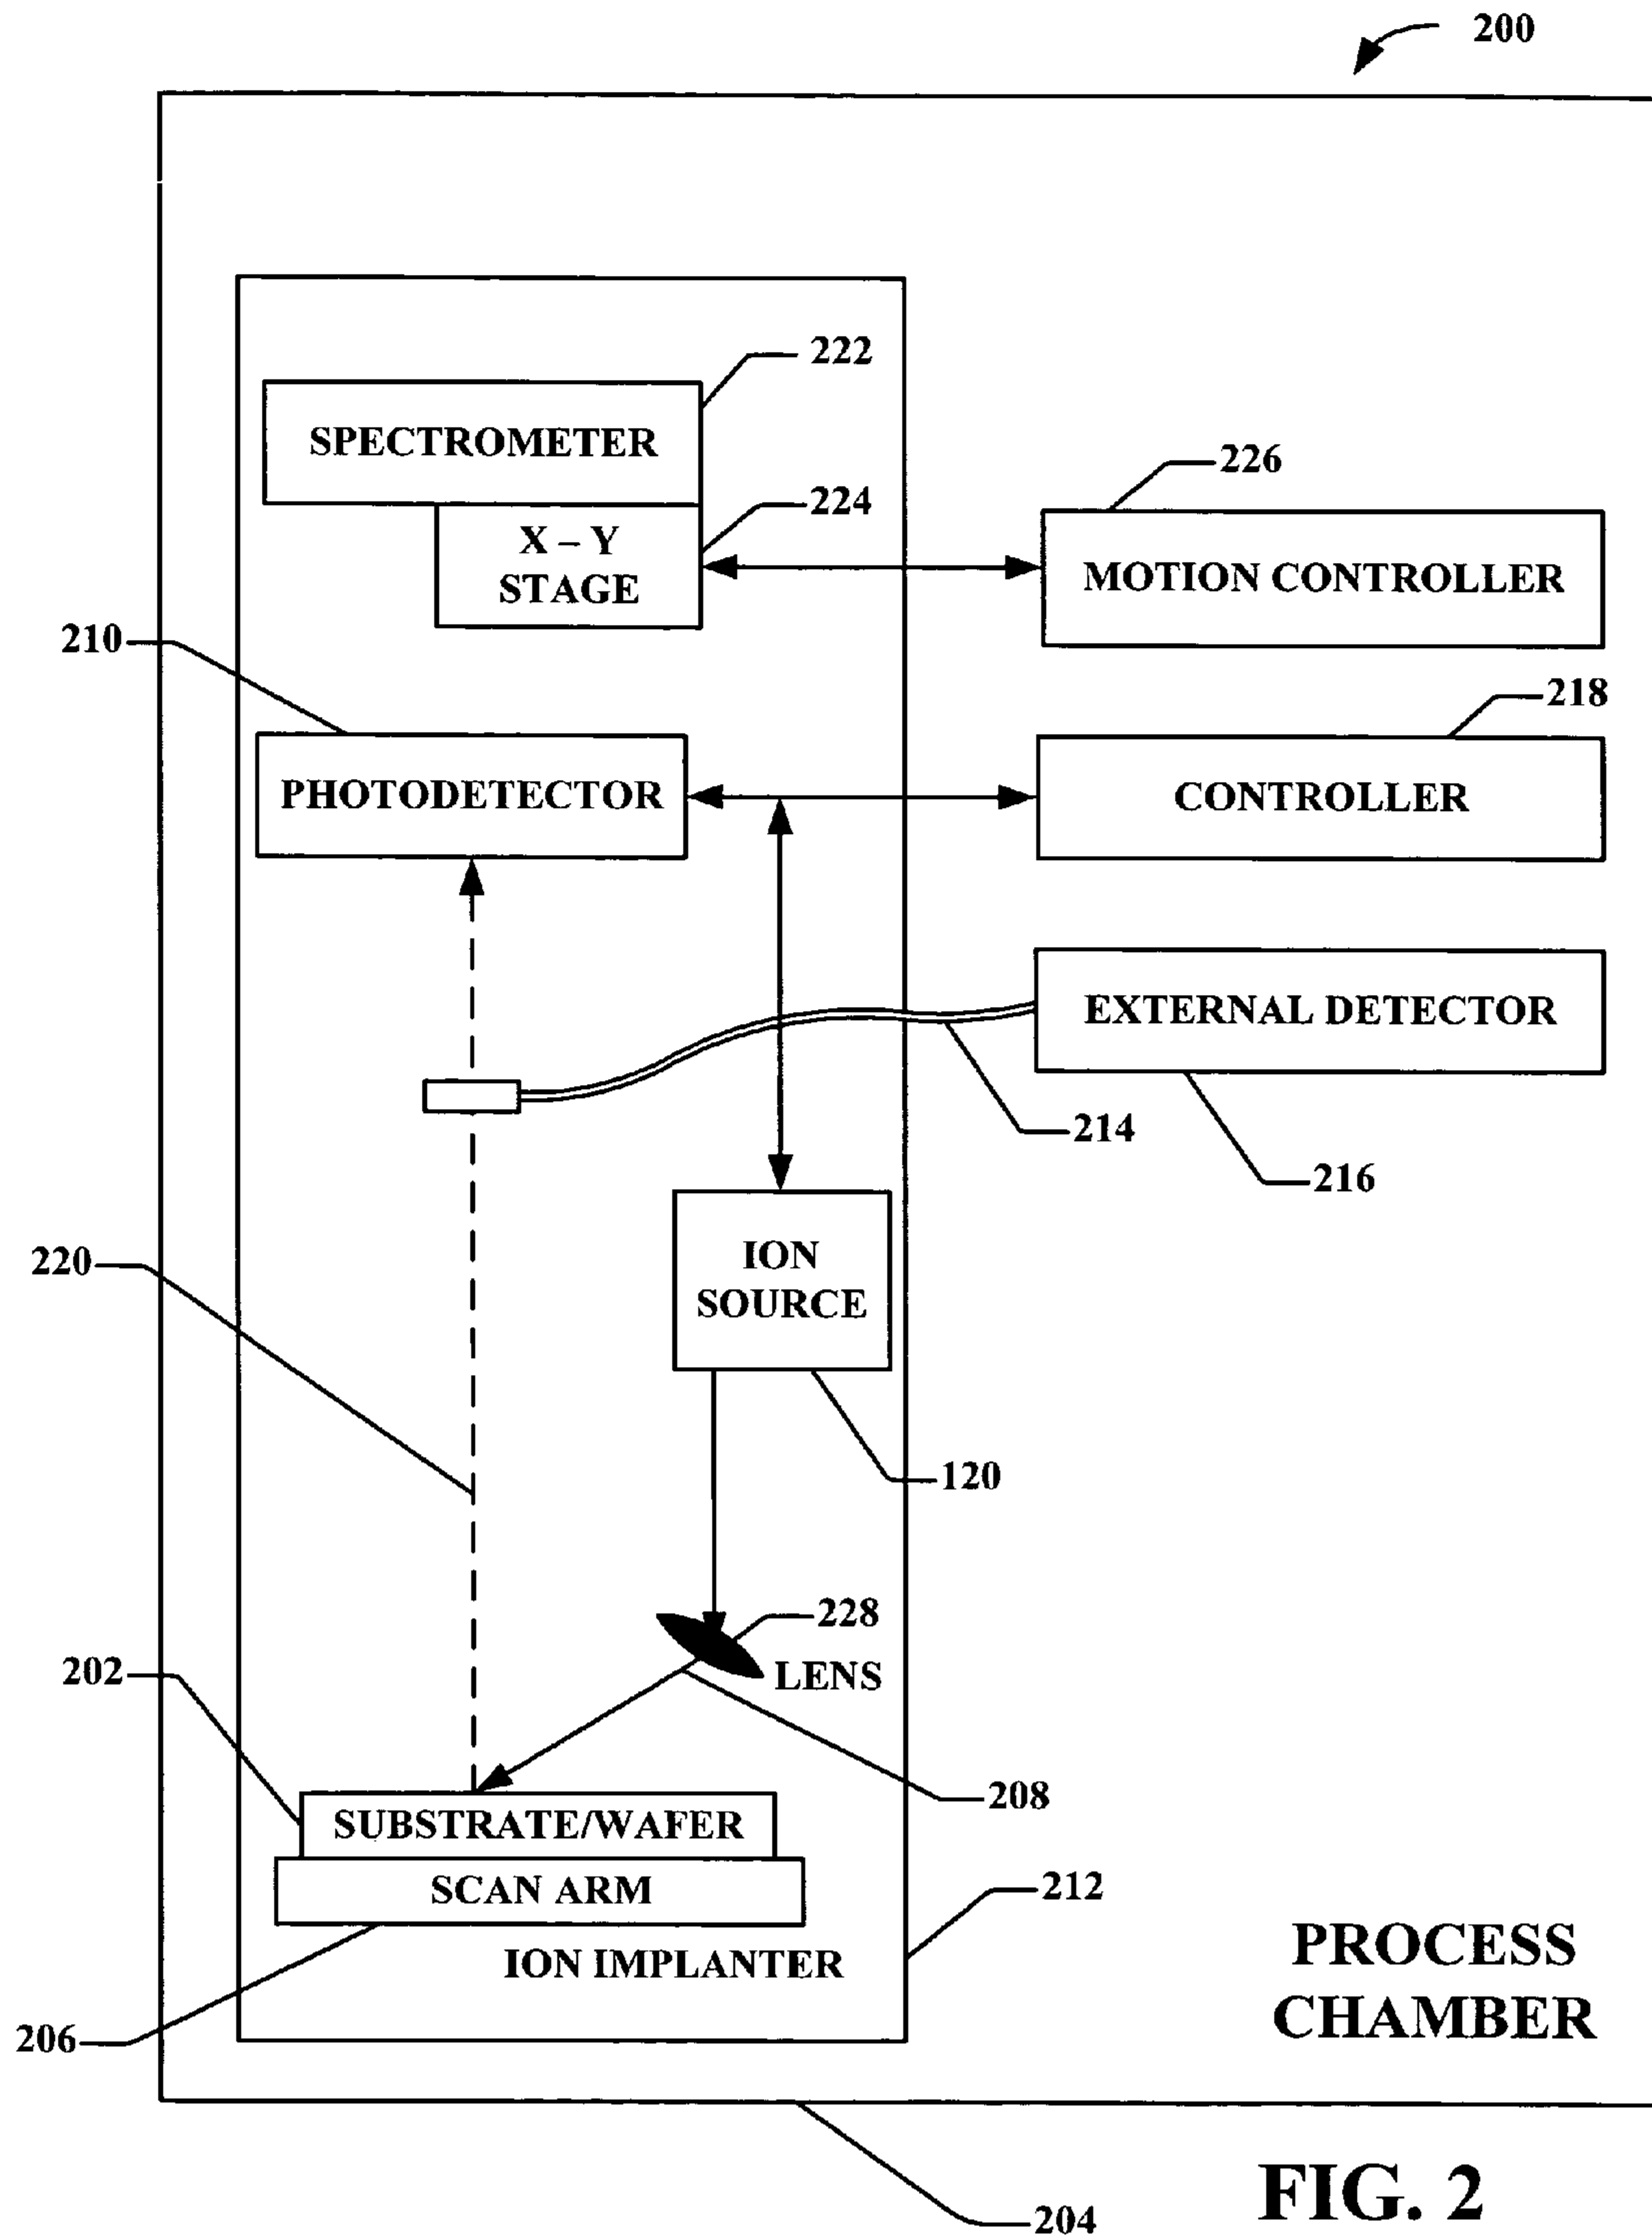 200
222
SPECTROMETER
226
224
X – Y
STAGE
MOTION CONTROLLER
210
218
PHOTODETECTOR
CONTROLLER
EXTERNAL DETECTOR
214
216
220
ION
SOURCE
120
228
202
LENS
208
SUBSTRATE/WAFER
SCAN ARM
212
ION IMPLANTER
PROCESS
CHAMBER
206
FIG. 2
204